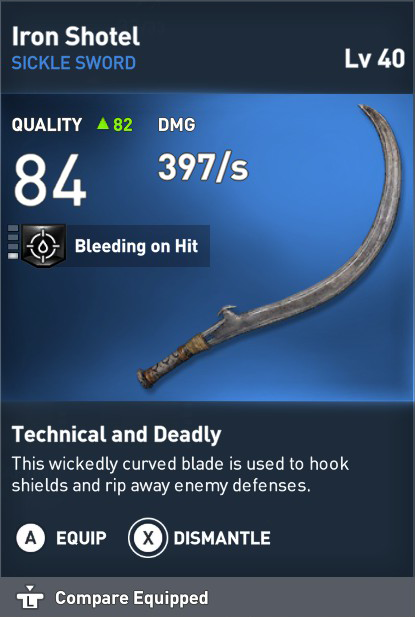 Iron Shotel
SICKLE SWORD
Lv 40
QUALITY ▲82 DMG
84 397/s
Bleeding on Hit
Technical and Deadly
This wickedly curved blade is used to hook
shields and rip away enemy defenses.
A EQUIP X DISMANTLE
L Compare Equipped